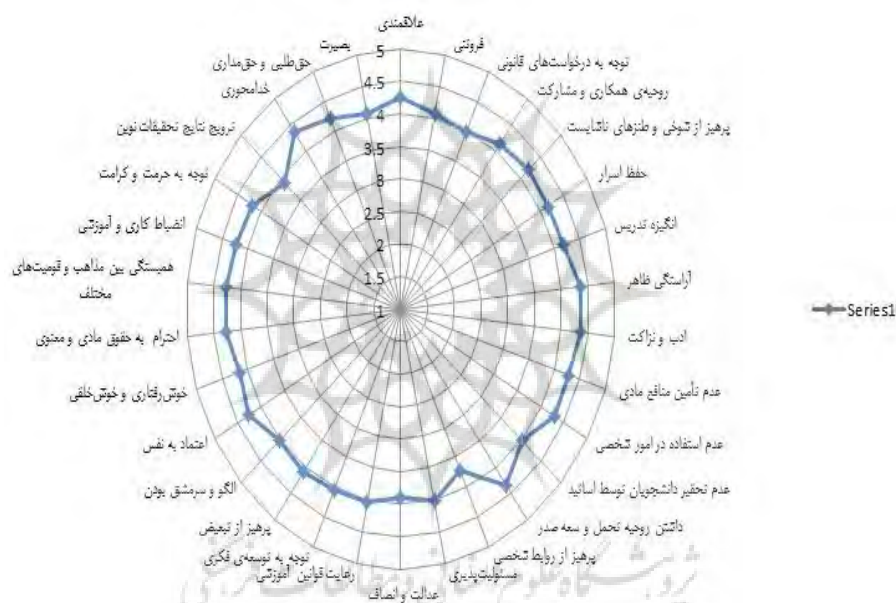 علاقمندی
فروتنی
توجه به درخواست‌های قانونی
روحیه‌ی همکاری و مشارکت
پرهیز از شوخی و طنزهای ناشایست
حفظ اسرار
انگیزه تدریس
آراستگی ظاهر
ادب و نزاکت
عدم تأمین منافع مادی
عدم استفاده در امور شخصی
عدم تحقیر دانشجویان توسط اساتید
داشتن روحیه تحمل و سعه صدر
پرهیز از روابط شخصی
مسئولیت‌پذیری
عدالت و انصاف
رعایت قوانین آموزشی
توجه به توسعه‌ی فکری
پرهیز از تبعیض
الگو و سرمشق بودن
اعتماد به نفس
خوش‌رفتاری و خوش‌خلقی
احترام به حقوق مادی و معنوی
همبستگی بین مذاهب و قومیت‌های
مختلف
انضباط کاری و آموزشی
توجه به حرمت و کرامت
ترویج نتایج تحقیقات نوین
خدامحوری
حق‌طلبی و حق‌مداری
بصیرت
5
4.5
4
3.5
3
2.5
2
1.5
1
Series1
پژوهشگاه علوم انسانی و مطالعات فرهنگی